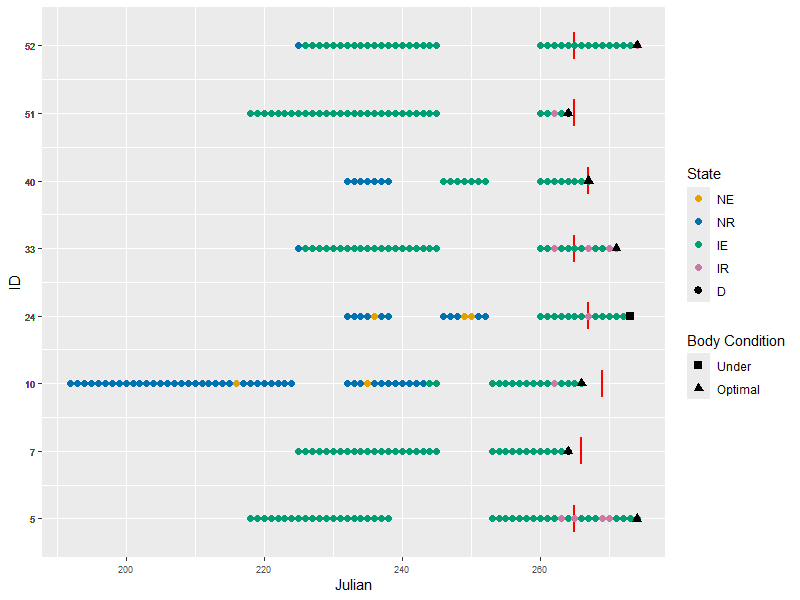 52
51
40
33
24
10
7
5
ID
200
220
240
260
Julian
State
NE
NR
IE
IR
D
Body Condition
Under
Optimal